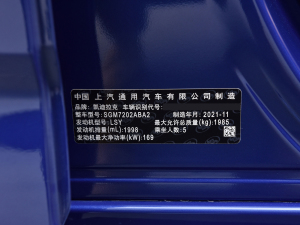 中国上汽通用汽车有限公司制造
品牌: 凯迪拉克 车辆识别代号:
整车型号: SGM7202ABA2 制造年月: 2021-11
发动机型号: LSY 最大允许总质量(kg): 1985
发动机排量(mL): 1998 乘坐人数: 5
发动机最大净功率(kW): 169